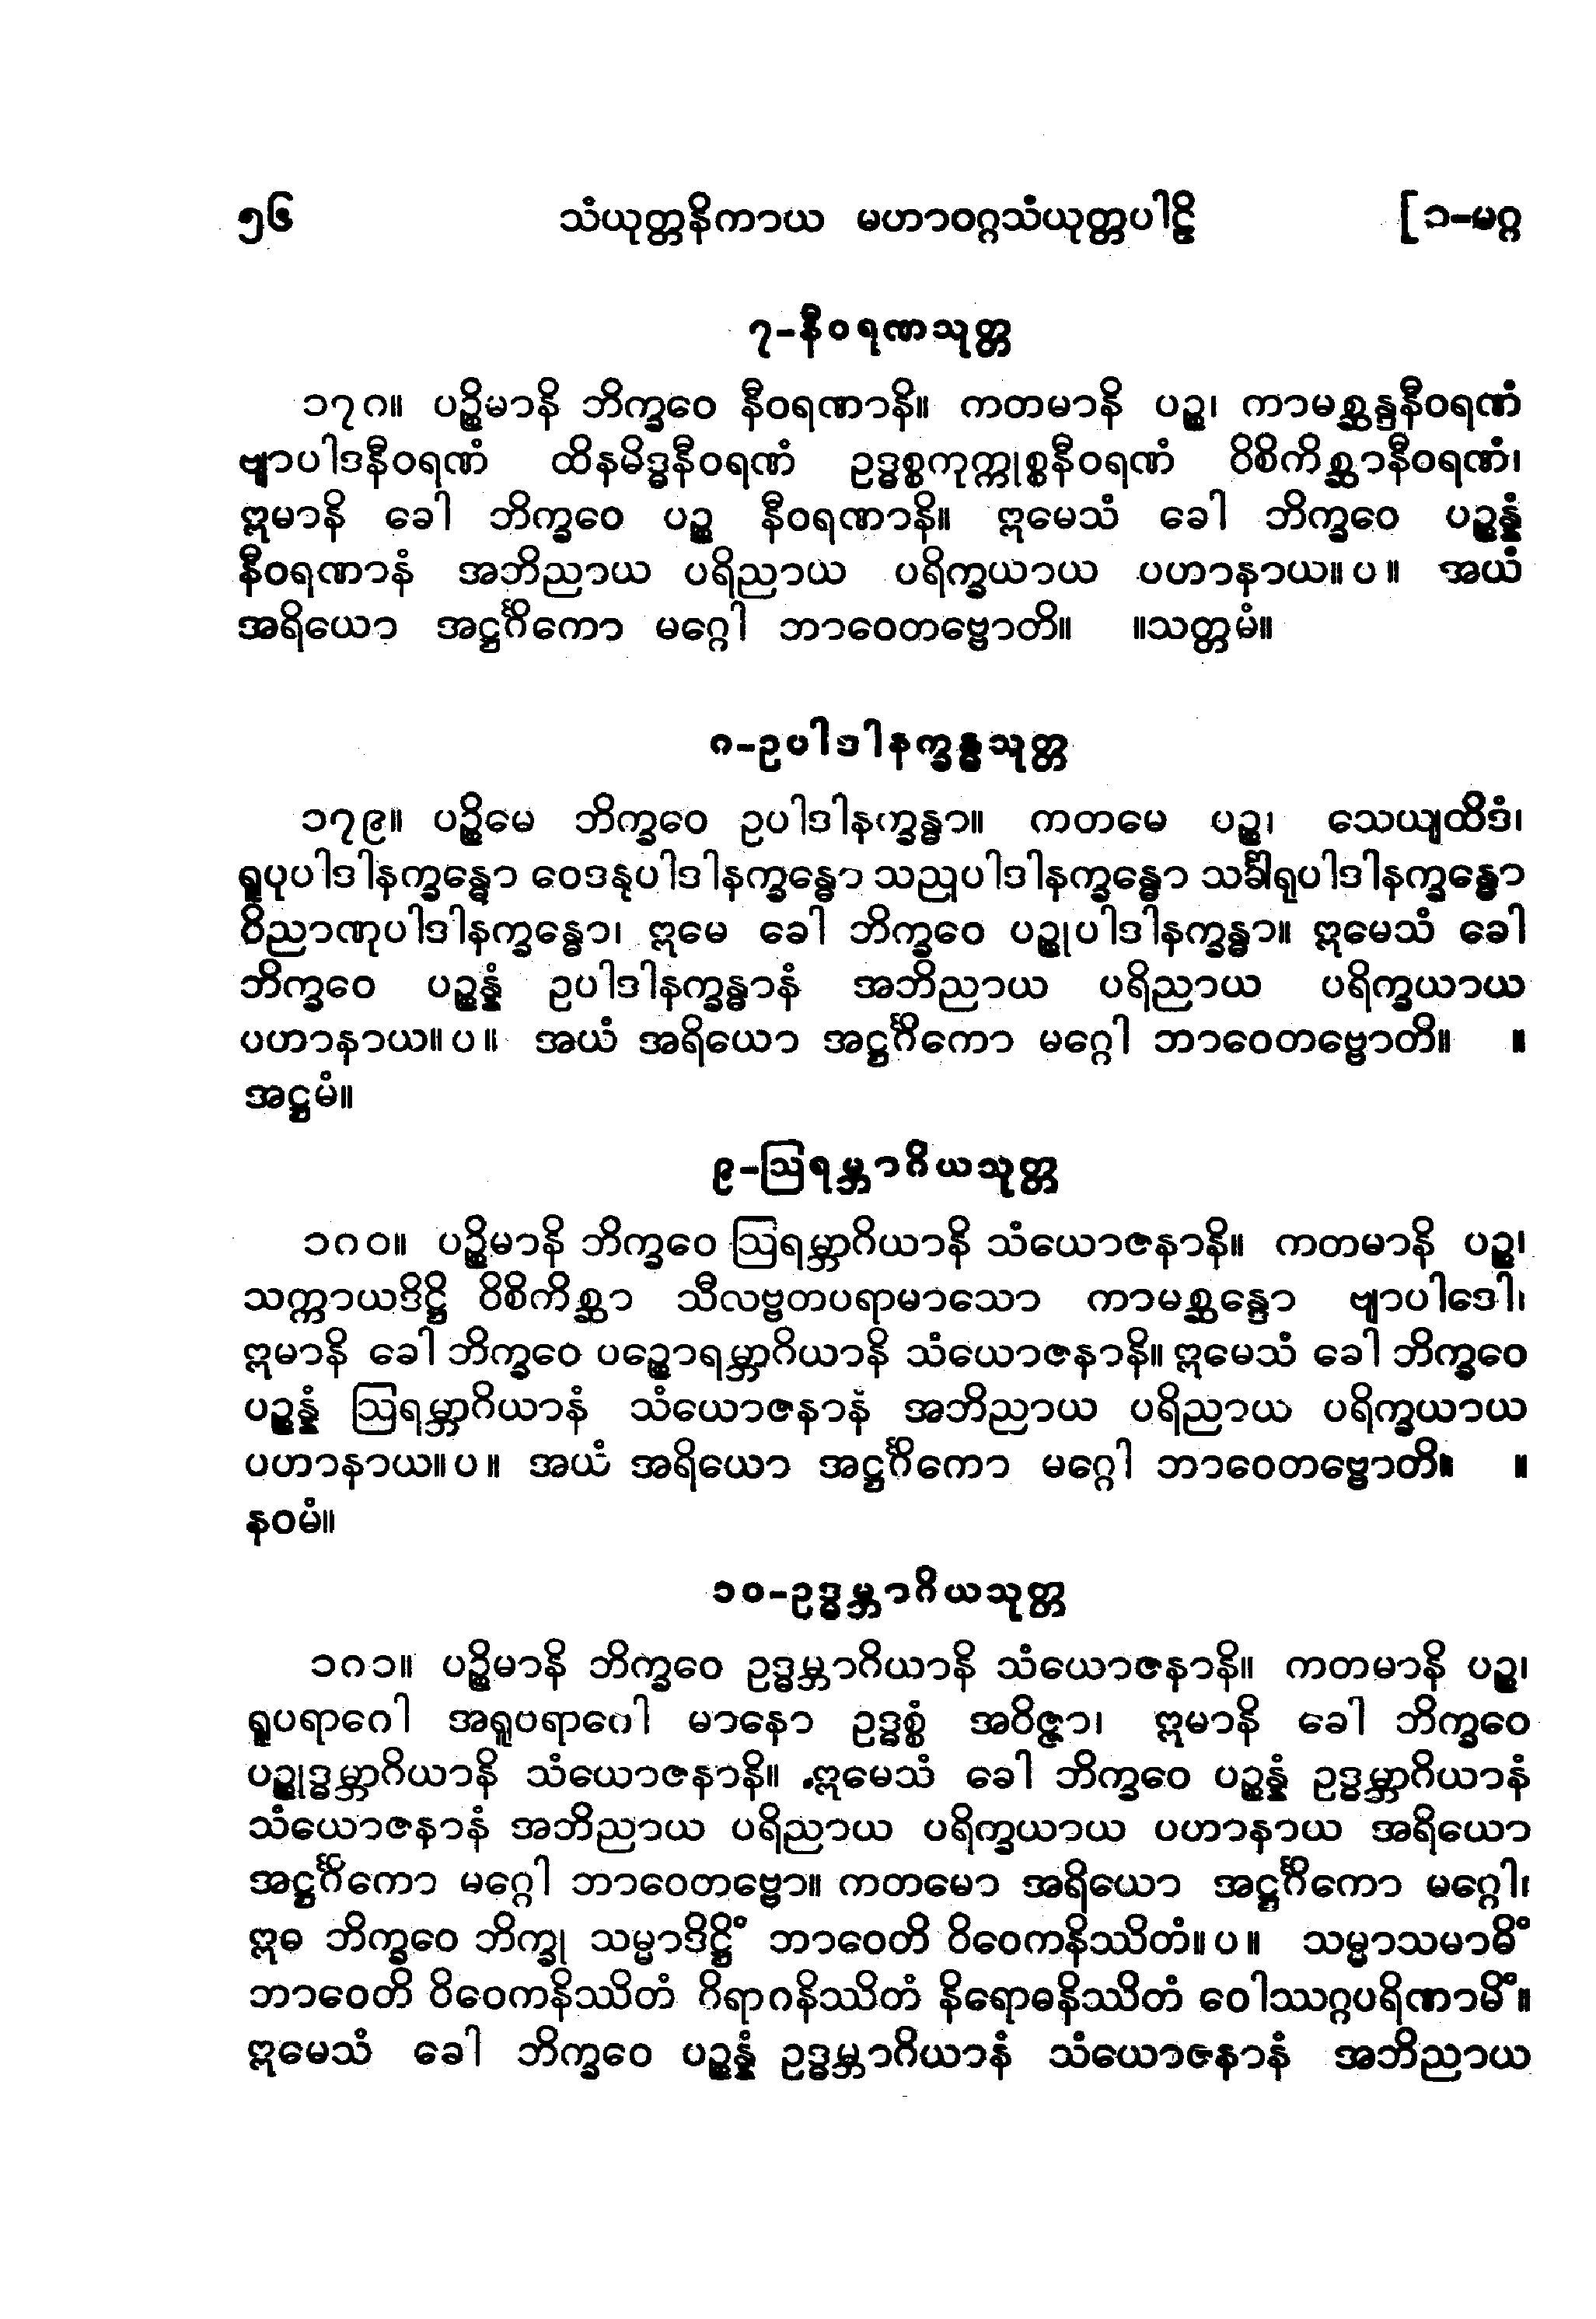 ၅၆ သံယုတ္တနိကာယ မဟာဝဂ္ဂသံယုတ္တပါဠိ [၁-မဂ္ဂ
၇-နီဝရဏသုတ္တ
၁၇၈။ ပဉ္စိမာနိ ဘိက္ခဝေ နီဝရဏာနိ။ ကတမာနိ ပဉ္စ၊ ကာမစ္ဆန္ဒနီဝရဏံ
ဗျာပါဒနီဝရဏံ ထိနမိဒ္ဓနီဝရဏံ ဥဒ္ဓစ္စကုက္ကုစ္စနီဝရဏံ ဝိစိကိစ္ဆာနီဝရဏံ၊
ဣမာနိ ခေါ ဘိက္ခဝေ ပဉ္စ နီဝရဏာနိ။ ဣမေသံ ခေါ ဘိက္ခဝေ ပဉ္စန္နံ
နီဝရဏာနံ အဘိညာယ ပရိညာယ ပရိက္ခယာယ ပဟာနာယ။ပ။ အယံ
အရိယော အဋ္ဌင်္ဂိကော မဂ္ဂေါ ဘာဝေတဗ္ဗောတိ။ ။သတ္တမံ။
၈-ဥပါဒါနက္ခန္ဓသုတ္တ
၁၇၉။ ပဉ္စိမေ ဘိက္ခဝေ ဥပါဒါနက္ခန္ဓာ။ ကတမေ ပဉ္စ၊ သေယျထိဒံ၊
ရူပုပါဒါနက္ခန္ဓော ဝေဒနုပါဒါနက္ခန္ဓော သညုပါဒါနက္ခန္ဓော သင်္ခါရုပါဒါနက္ခန္ဓော
ဝိညာဏုပါဒါနက္ခန္ဓော၊ ဣမေ ခေါ ဘိက္ခဝေ ပဉ္စုပါဒါနက္ခန္ဓာ။ ဣမေသံ ခေါ
ဘိက္ခဝေ ပဉ္စန္နံ ဥပါဒါနက္ခန္ဓာနံ အဘိညာယ ပရိညာယ ပရိက္ခယာယ
ပဟာနာယ။ပ။ အယံ အရိယော အဋ္ဌင်္ဂိကော မဂ္ဂေါ ဘာဝေတဗ္ဗောတိ။ ။
အဋ္ဌမံ။
၉-ဩရမ္ဘာဂိယသုတ္တ
၁၈၀။ ပဉ္စိမာနိ ဘိက္ခဝေ ဩရမ္ဘာဂိယာနိ သံယောဇနာနိ။ ကတမာနိ ပဉ္စ၊
သက္ကာယဒိဋ္ဌိ ဝိစိကိစ္ဆာ သီလဗ္ဗတပရာမာသော ကာမစ္ဆန္ဒော ဗျာပါဒေါ၊
ဣမာနိ ခေါ ဘိက္ခဝေ ပဉ္စောရမ္ဘာဂိယာနိ သံယောဇနာနိ။ ဣမေသံ ခေါ ဘိက္ခဝေ
ပဉ္စန္နံ ဩရမ္ဘာဂိယာနံ သံယောဇနာနံ အဘိညာယ ပရိညာယ ပရိက္ခယာယ
ပဟာနာယ။ပ။ အယံ အရိယော အဋ္ဌင်္ဂိကော မဂ္ဂေါ ဘာဝေတဗ္ဗောတိ။ ။
နဝမံ။
၁၀-ဥဒ္ဓမ္ဘာဂိယသုတ္တ
၁၈၁။ ပဉ္စိမာနိ ဘိက္ခဝေ ဥဒ္ဓမ္ဘာဂိယာနိ သံယောဇနာနိ။ ကတမာနိ ပဉ္စ၊
ရူပရာဂေါ အရူပရာဂေါ မာနော ဥဒ္ဓစ္စံ အဝိဇ္ဇာ၊ ဣမာနိ ခေါ ဘိက္ခဝေ
ပဉ္စုဒ္ဓမ္ဘာဂိယာနိ သံယောဇနာနိ။ ဣမေသံ ခေါ ဘိက္ခဝေ ပဉ္စန္နံ ဥဒ္ဓမ္ဘာဂိယာနံ
သံယောဇနာနံ အဘိညာယ ပရိညာယ ပရိက္ခယာယ ပဟာနာယ အရိယော
အဋ္ဌင်္ဂိကော မဂ္ဂေါ ဘာဝေတဗ္ဗော။ ကတမော အရိယော အဋ္ဌင်္ဂိကော မဂ္ဂေါ၊
ဣဓ ဘိက္ခဝေ ဘိက္ခု သမ္မာဒိဋ္ဌိံ ဘာဝေတိ ဝိဝေကနိဿိတံ။ပ။ သမ္မာသမာဓိံ
ဘာဝေတိ ဝိဝေကနိဿိတံ ဂိရာဂနိဿိတံ နိရောဓနိဿိတံ ဝေါဿဂ္ဂပရိဏာမိံ။
ဣမေသံ ခေါ ဘိက္ခဝေ ပဉ္စန္နံ ဥဒ္ဓမ္ဘာဂိယာနံ သံယောဇနာနံ အဘိညာယ